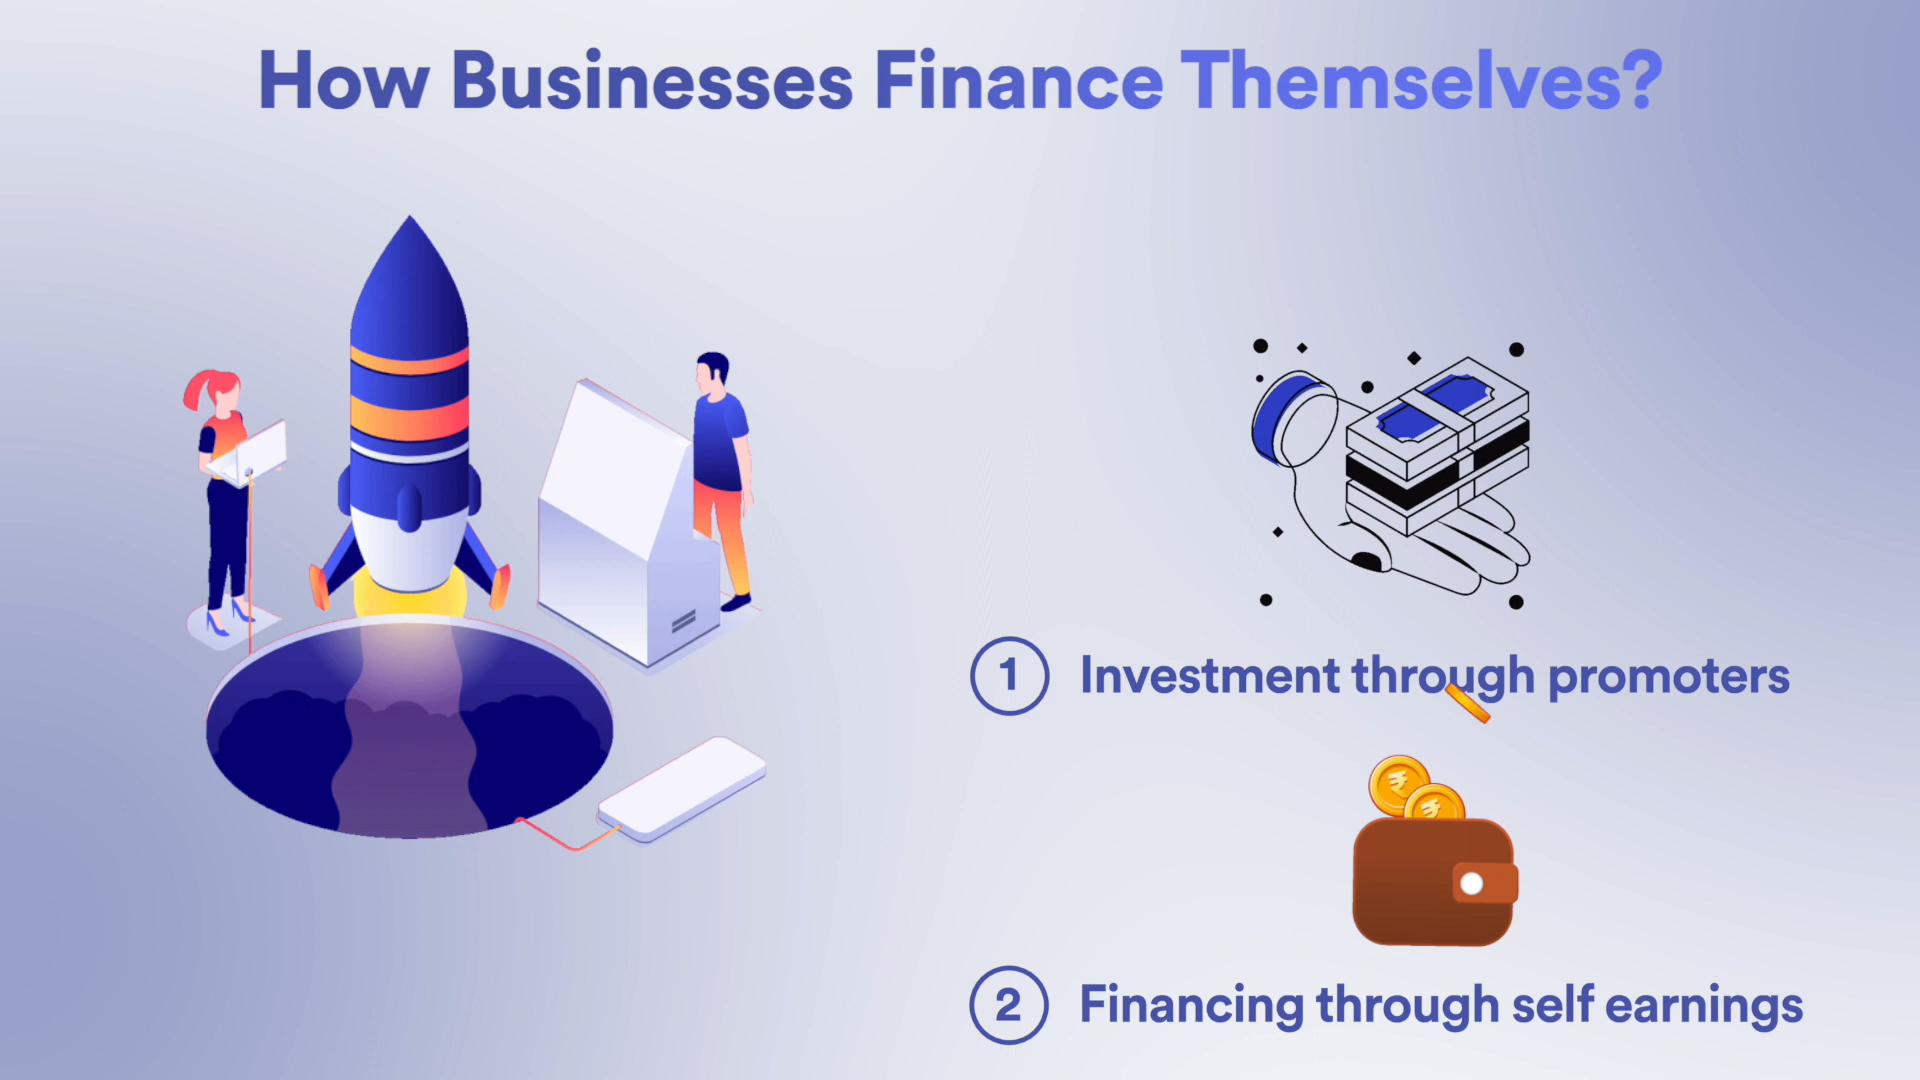 How Businesses Finance Themselves?
1 Investment through promoters
₹ ₹
2 Financing through self earnings